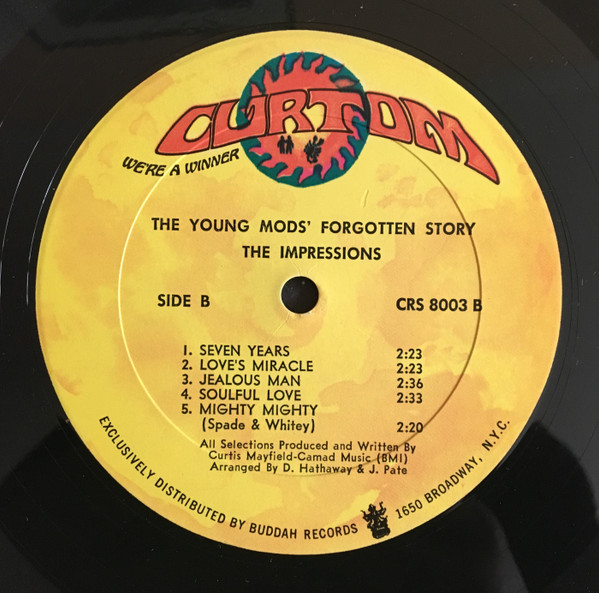 CURTOM
WE'RE A WINNER
THE YOUNG MODS' FORGOTTEN STORY
THE IMPRESSIONS
SIDE B
CRS 8003 B
1. SEVEN YEARS 2:23
2. LOVE'S MIRACLE 2:23
3. JEALOUS MAN 2:36
4. SOULFUL LOVE 2:33
5. MIGHTY MIGHTY
(Spade & Whitey) 2:20
All Selections Produced and Written By
Curtis Mayfield-Camad Music (BMI)
Arranged By D. Hathaway & J. Pate
EXCLUSIVELY DISTRIBUTED BY BUDDAH RECORDS 1650 BROADWAY, N.Y.C.